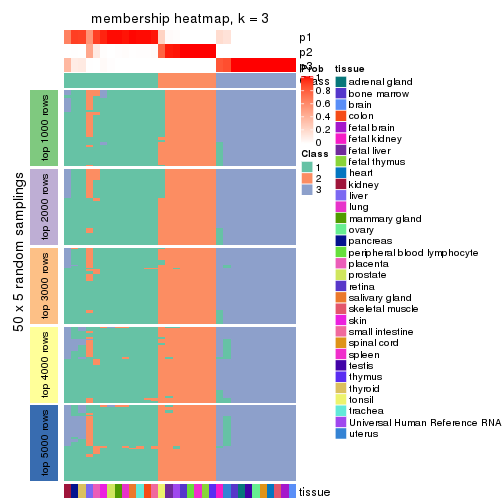 membership heatmap, k = 3
p1
p2
p3
Prob
1
0.8
0.6
0.4
0.2
0
Class
Class
1
2
3
50 x 5 random samplings
top 1000 rows
top 2000 rows
top 3000 rows
top 4000 rows
top 5000 rows
tissue
tissue
adrenal gland
bone marrow
brain
colon
fetal brain
fetal kidney
fetal liver
fetal thymus
heart
kidney
liver
lung
mammary gland
ovary
pancreas
peripheral blood lymphocyte
placenta
prostate
retina
salivary gland
skeletal muscle
skin
small intestine
spinal cord
spleen
testis
thymus
thyroid
tonsil
trachea
Universal Human Reference RNA
uterus